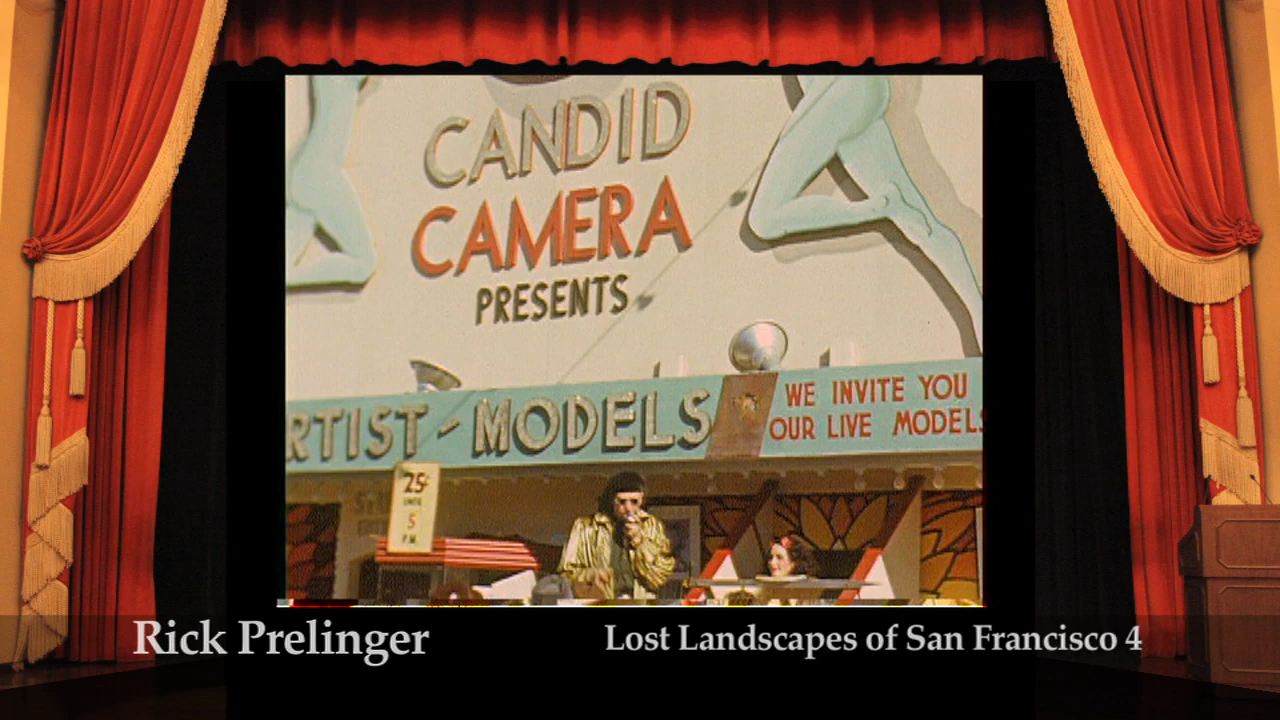 CANDID
CAMERA
PRESENTS
RTIST-MODELS
WE INVITE YOU
OUR LIVE MODELS
25¢
UNTIL
5
P.M.
Rick Prelinger
Lost Landscapes of San Francisco 4